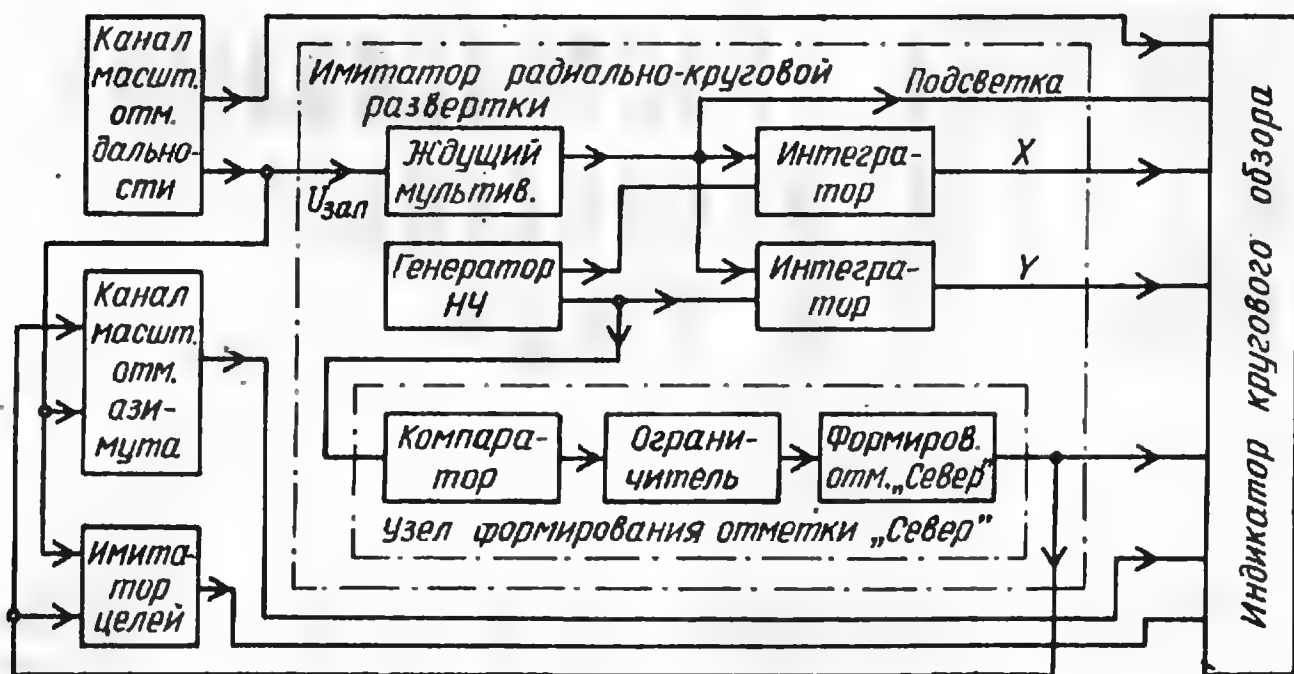 Канал
масшт.
отм.
дально-
сти
Имитатор радиально-круговой
развертки
Подсветка
Uзап
Ждущий
мультив.
Интегра-
тор
X
Генератор
НЧ
Интегра-
тор
Y
Канал
масшт.
отм.
ази-
мута
Компара-
тор
Ограни-
читель
Формиров.
отм. „Север"
Узел формирования отметки „Север"
Имита-
тор
целей
Индикатор кругового обзора